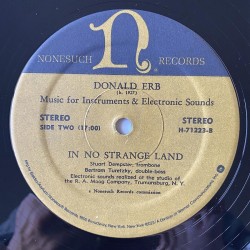 n
NONESUCH RECORDS
DONALD ERB
(b. 1927)
Music for Instruments & Electronic Sounds
STEREO STEREO
SIDE TWO (17:00) H-71223-B
IN NO STRANGE LAND
Stuart Dempster, trombone
Bertram Turetzky, double-bass
Electronic sounds realized at the studio of
the R. A. Moog Company, Trumansburg, N. Y.
a Nonesuch Records commission